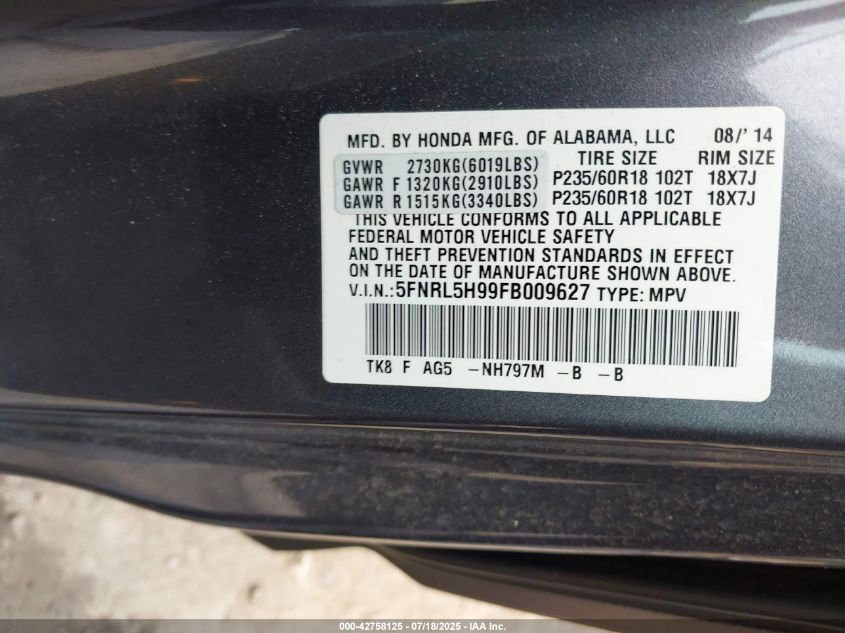 MFD. BY HONDA MFG. OF ALABAMA, LLC 08/' 14
TIRE SIZE RIM SIZE
GVWR 2730KG(6019LBS)
GAWR F 1320KG(2910LBS) P235/60R18 102T 18X7J
GAWR R 1515KG(3340LBS) P235/60R18 102T 18X7J
THIS VEHICLE CONFORMS TO ALL APPLICABLE
FEDERAL MOTOR VEHICLE SAFETY
AND THEFT PREVENTION STANDARDS IN EFFECT
ON THE DATE OF MANUFACTURE SHOWN ABOVE.
V.I.N.:5FNRL5H99FB009627 TYPE: MPV
TK8 F AG5 -NH797M -B -B
000-42758125 - 07/18/2025 - IAA Inc.